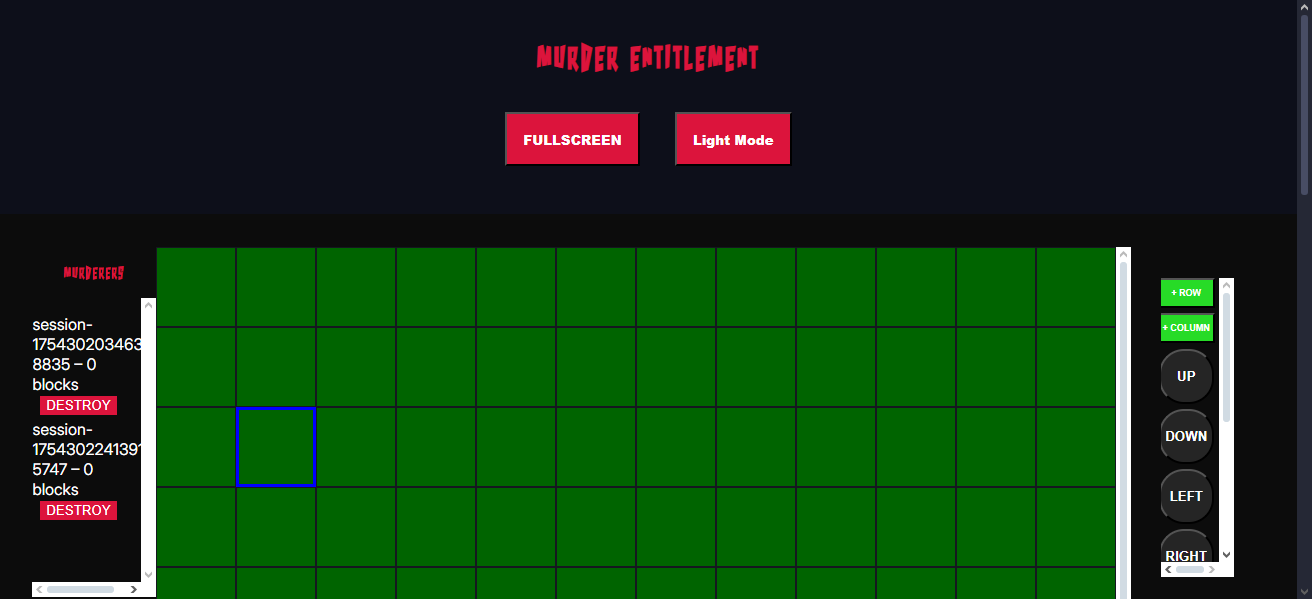 MURDER ENTITLEMENT
FULLSCREEN
Light Mode
MURDERERS
session-
175430203463
8835 – 0
blocks
DESTROY
session-
175430224139
5747 – 0
blocks
DESTROY
+ ROW
+ COLUMN
UP
DOWN
LEFT
RIGHT